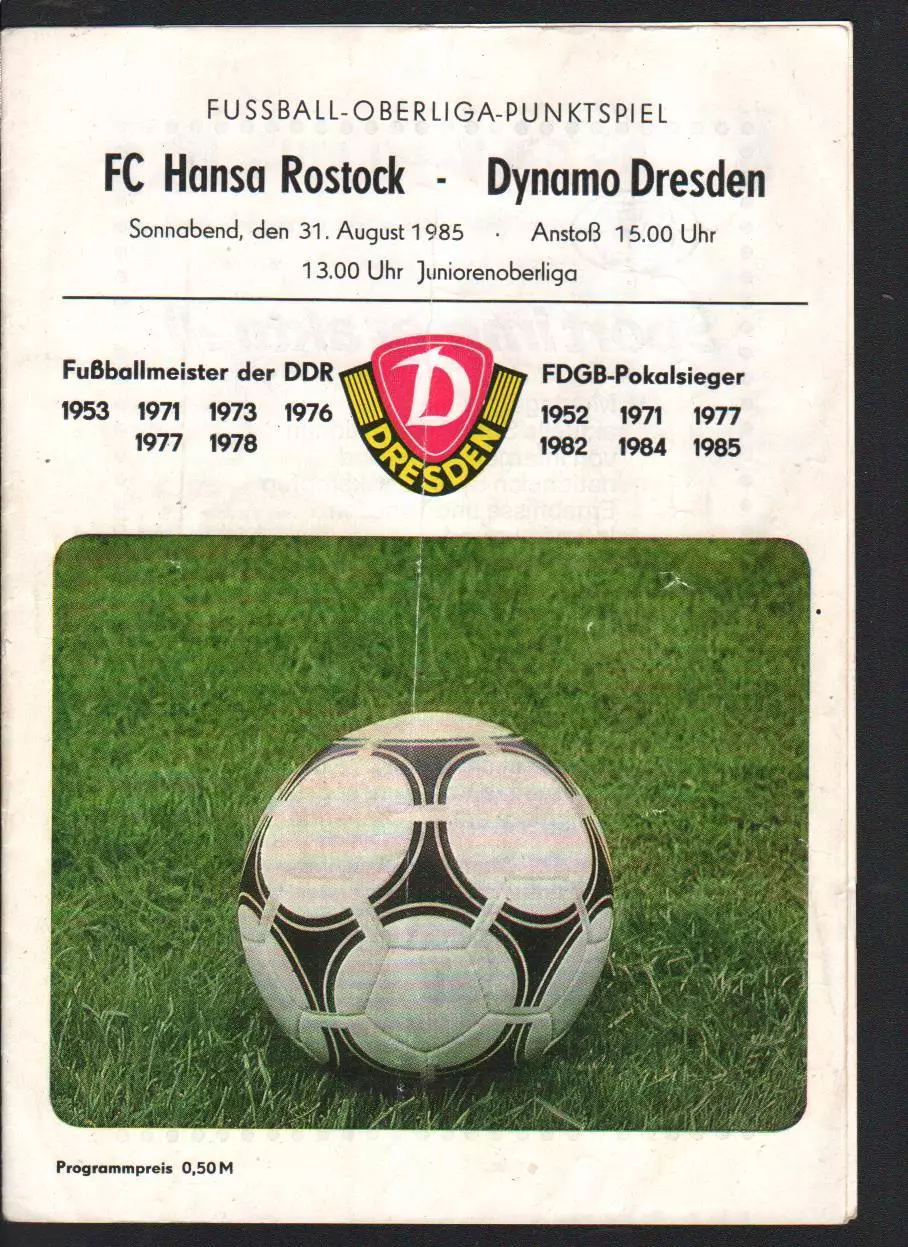 FUSSBALL-OBERLIGA-PUNKTSPIEL
FC Hansa Rostock - Dynamo Dresden
Sonnabend, den 31. August 1985 · Anstoß 15.00 Uhr
13.00 Uhr Juniorenoberliga
Fußballmeister der DDR
1953 1971 1973 1976
1977 1978
D
DRESDEN
FDGB-Pokalsieger
1952 1971 1977
1982 1984 1985
Programmpreis 0,50 M